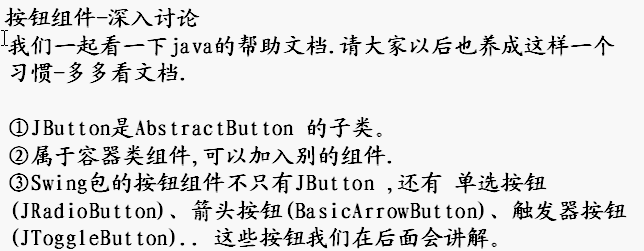 按钮组件-深入讨论
我们一起看一下java的帮助文档.请大家以后也养成这样一个
习惯-多多看文档.
①JButton是AbstractButton 的子类。
②属于容器类组件,可以加入别的组件.
③Swing包的按钮组件不只有JButton ,还有 单选按钮
(JRadioButton)、箭头按钮(BasicArrowButton)、触发器按钮
(JToggleButton).. 这些按钮我们在后面会讲解。